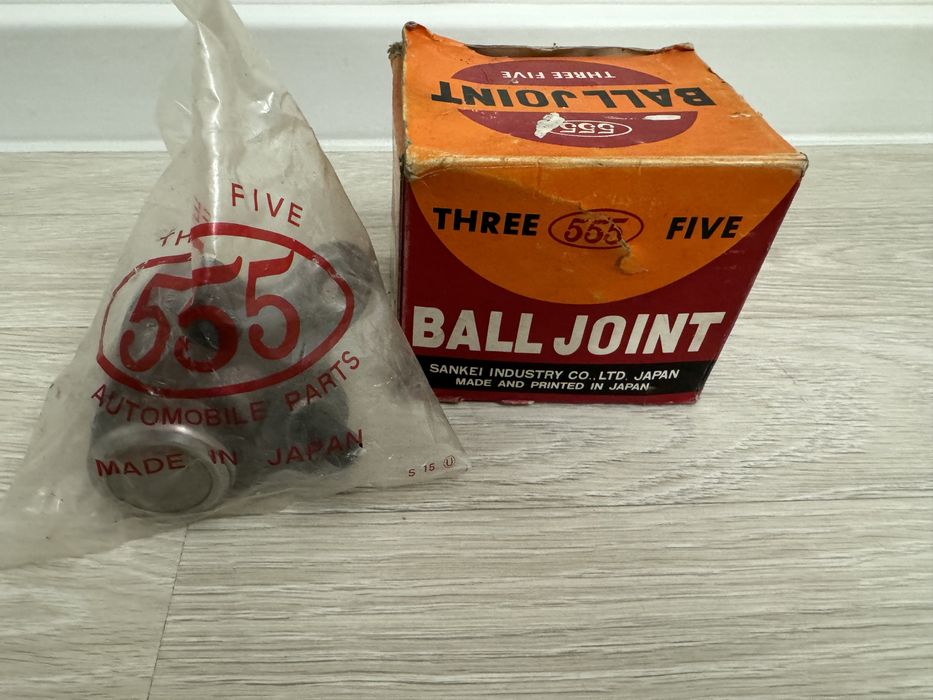 THREE FIVE
555
AUTOMOBILE PARTS
MADE IN JAPAN
S 15 U
THREE FIVE
BALL JOINT
555
THREE 555 FIVE
BALL JOINT
SANKEI INDUSTRY CO., LTD. JAPAN
MADE AND PRINTED IN JAPAN